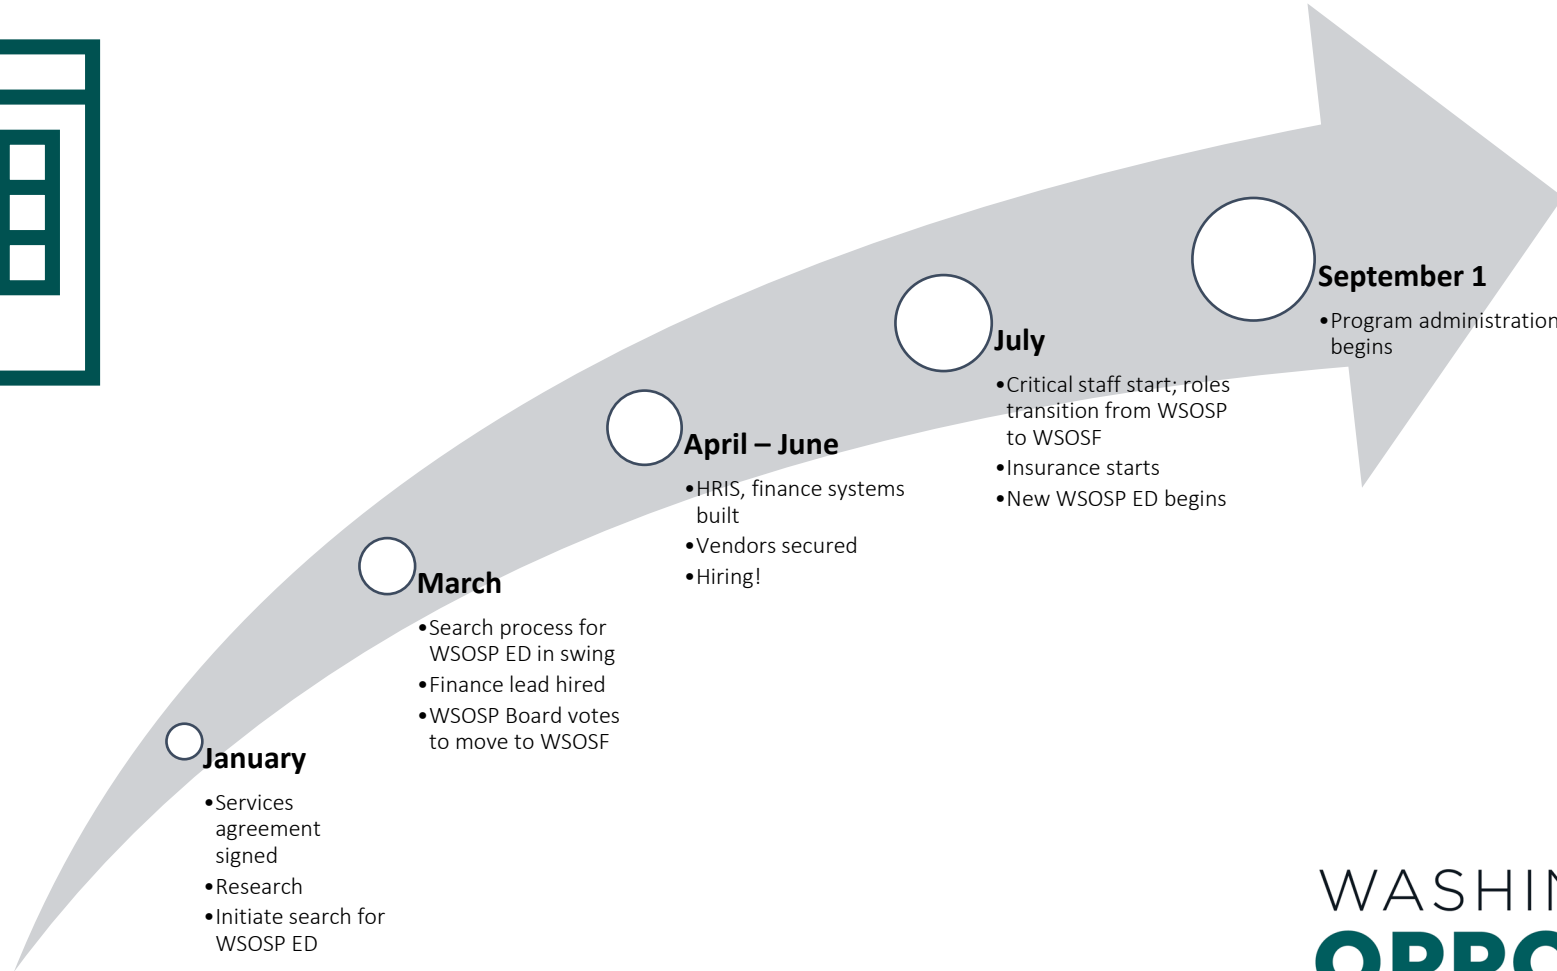 January
•Services
agreement
signed
•Research
•Initiate search for
WSOSP ED
March
•Search process for
WSOSP ED in swing
•Finance lead hired
•WSOSP Board votes
to move to WSOSF
April – June
•HRIS, finance systems
built
•Vendors secured
•Hiring!
July
•Critical staff start; roles
transition from WSOSP
to WSOSF
•Insurance starts
•New WSOSP ED begins
September 1
•Program administration
begins